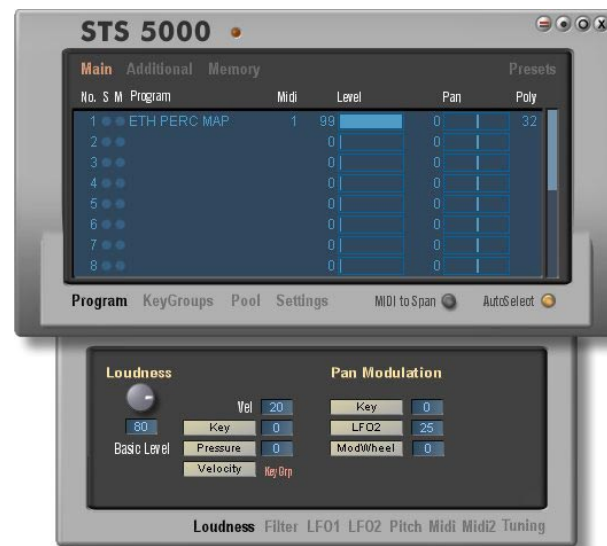 STS 5000
Main Additional Memory Presets
No. S M Program Midi Level Pan Poly
1 ETH PERC MAP 1 99 0 32
2 0 0
3 0 0
4 0 0
5 0 0
6 0 0
7 0 0
8 0 0
Program KeyGroups Pool Settings MIDI to Span AutoSelect
Loudness Pan Modulation
Vel 20 Key 0
80 Key 0 LFO2 25
Basic Level Pressure 0 ModWheel 0
Velocity Key Grp
Loudness Filter LFO1 LFO2 Pitch Midi Midi2 Tuning